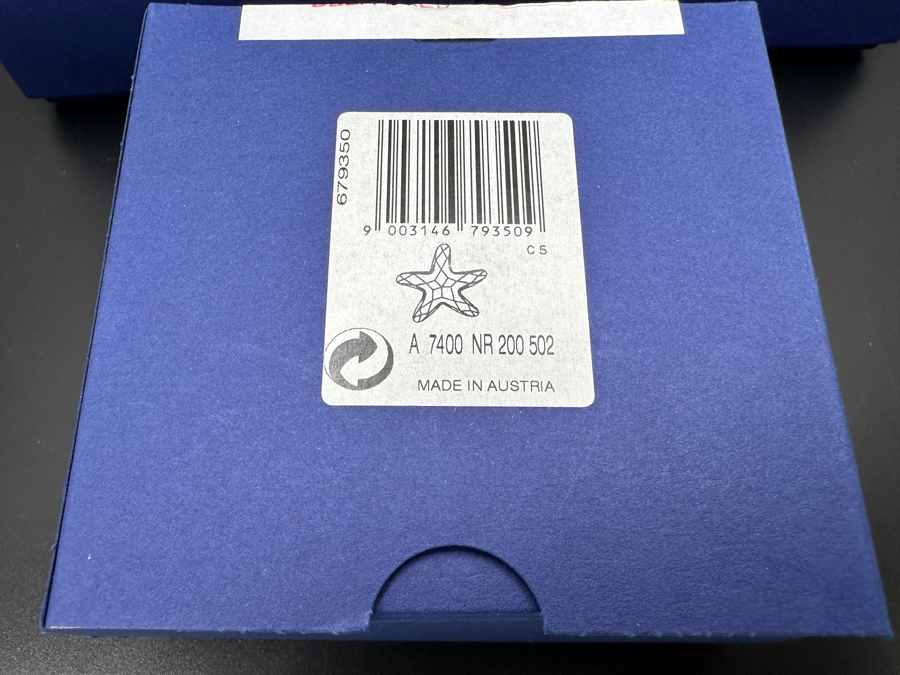 679350
9 003146 793509
C5
A 7400 NR 200 502
MADE IN AUSTRIA